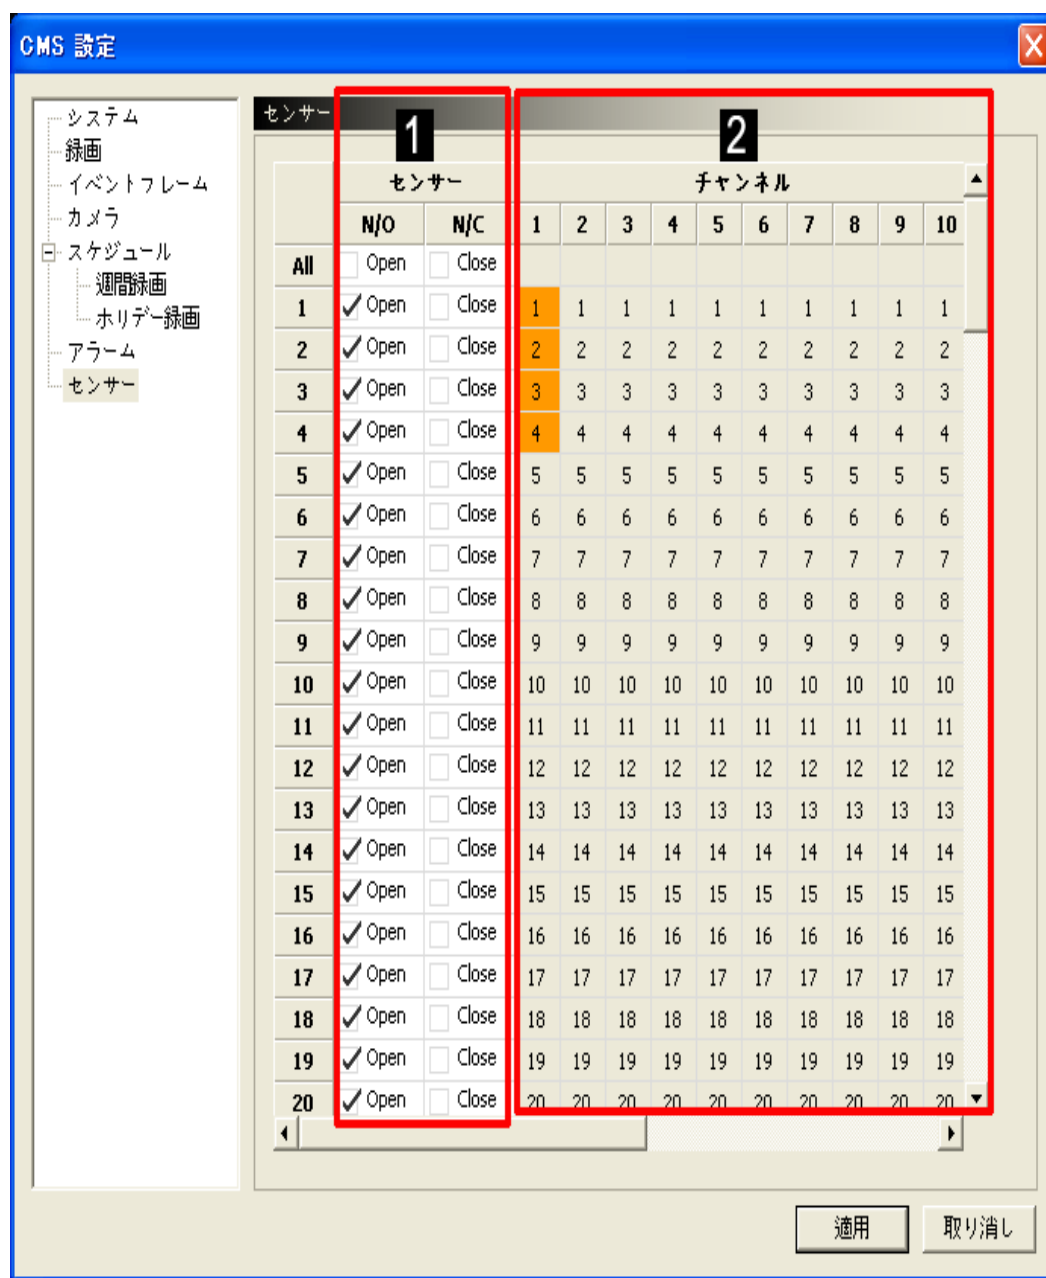 CMS 設定
システム
録画
イベントフレーム
カメラ
スケジュール
週間録画
ホリデー録画
アラーム
センサー
センサー
1 2
センサー チャンネル
N/O N/C 1 2 3 4 5 6 7 8 9 10
All Open Close
1 Open Close 1 1 1 1 1 1 1 1 1 1
2 Open Close 2 2 2 2 2 2 2 2 2 2
3 Open Close 3 3 3 3 3 3 3 3 3 3
4 Open Close 4 4 4 4 4 4 4 4 4 4
5 Open Close 5 5 5 5 5 5 5 5 5 5
6 Open Close 6 6 6 6 6 6 6 6 6 6
7 Open Close 7 7 7 7 7 7 7 7 7 7
8 Open Close 8 8 8 8 8 8 8 8 8 8
9 Open Close 9 9 9 9 9 9 9 9 9 9
10 Open Close 10 10 10 10 10 10 10 10 10 10
11 Open Close 11 11 11 11 11 11 11 11 11 11
12 Open Close 12 12 12 12 12 12 12 12 12 12
13 Open Close 13 13 13 13 13 13 13 13 13 13
14 Open Close 14 14 14 14 14 14 14 14 14 14
15 Open Close 15 15 15 15 15 15 15 15 15 15
16 Open Close 16 16 16 16 16 16 16 16 16 16
17 Open Close 17 17 17 17 17 17 17 17 17 17
18 Open Close 18 18 18 18 18 18 18 18 18 18
19 Open Close 19 19 19 19 19 19 19 19 19 19
20 Open Close 20 20 20 20 20 20 20 20 20 20
適用 取り消し